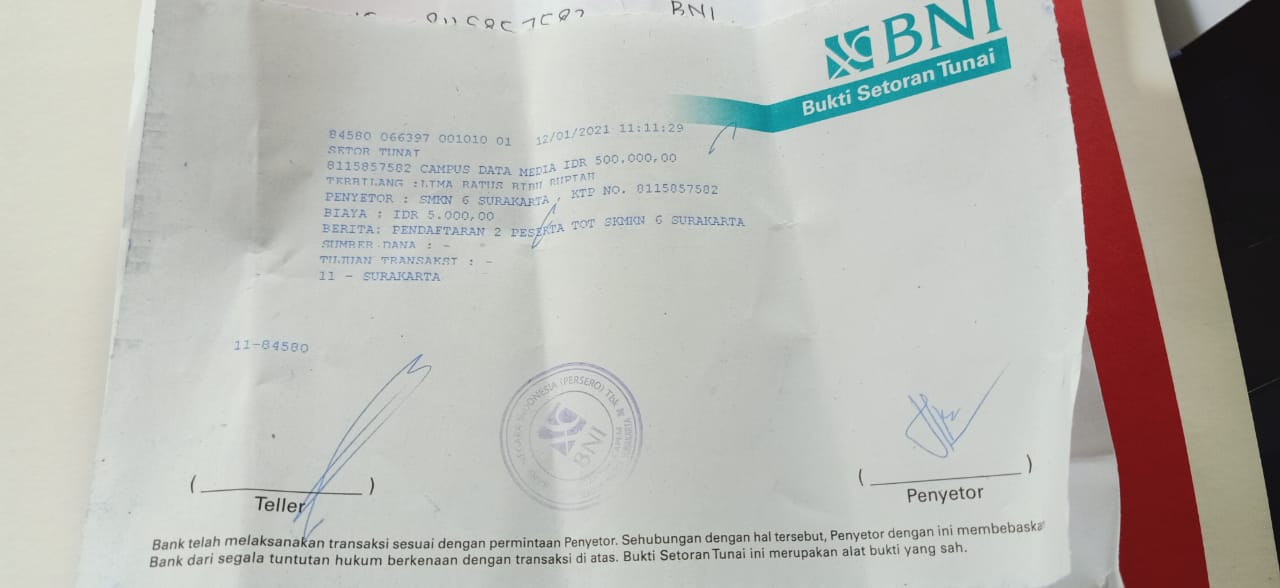 BNI
BNI
Bukti Setoran Tunai
84580 066397 001010 01 12/01/2021 11:11:29
SETOR TUNAI
8115857582 CAMPUS DATA MEDIA IDR 500.000,00
TERBILANG :LIMA RATUS RIBU RUPIAH
PENYETOR : SMKN 6 SURAKARTA , KTP NO. 8115857582
BIAYA : IDR 5.000,00
BERITA: PENDAFTARAN 2 PESERTA TOT SKMKN 6 SURAKARTA
SUMBER DANA : -
TUJUAN TRANSAKSI : -
11 - SURAKARTA
11-84580
NEGARA INDONESIA (PERSERO) Tbk
BNI
SURAKARTA
( ) ( )
Teller Penyetor
Bank telah melaksanakan transaksi sesuai dengan permintaan Penyetor. Sehubungan dengan hal tersebut, Penyetor dengan ini membebaska
Bank dari segala tuntutan hukum berkenaan dengan transaksi di atas. Bukti Setoran Tunai ini merupakan alat bukti yang sah.